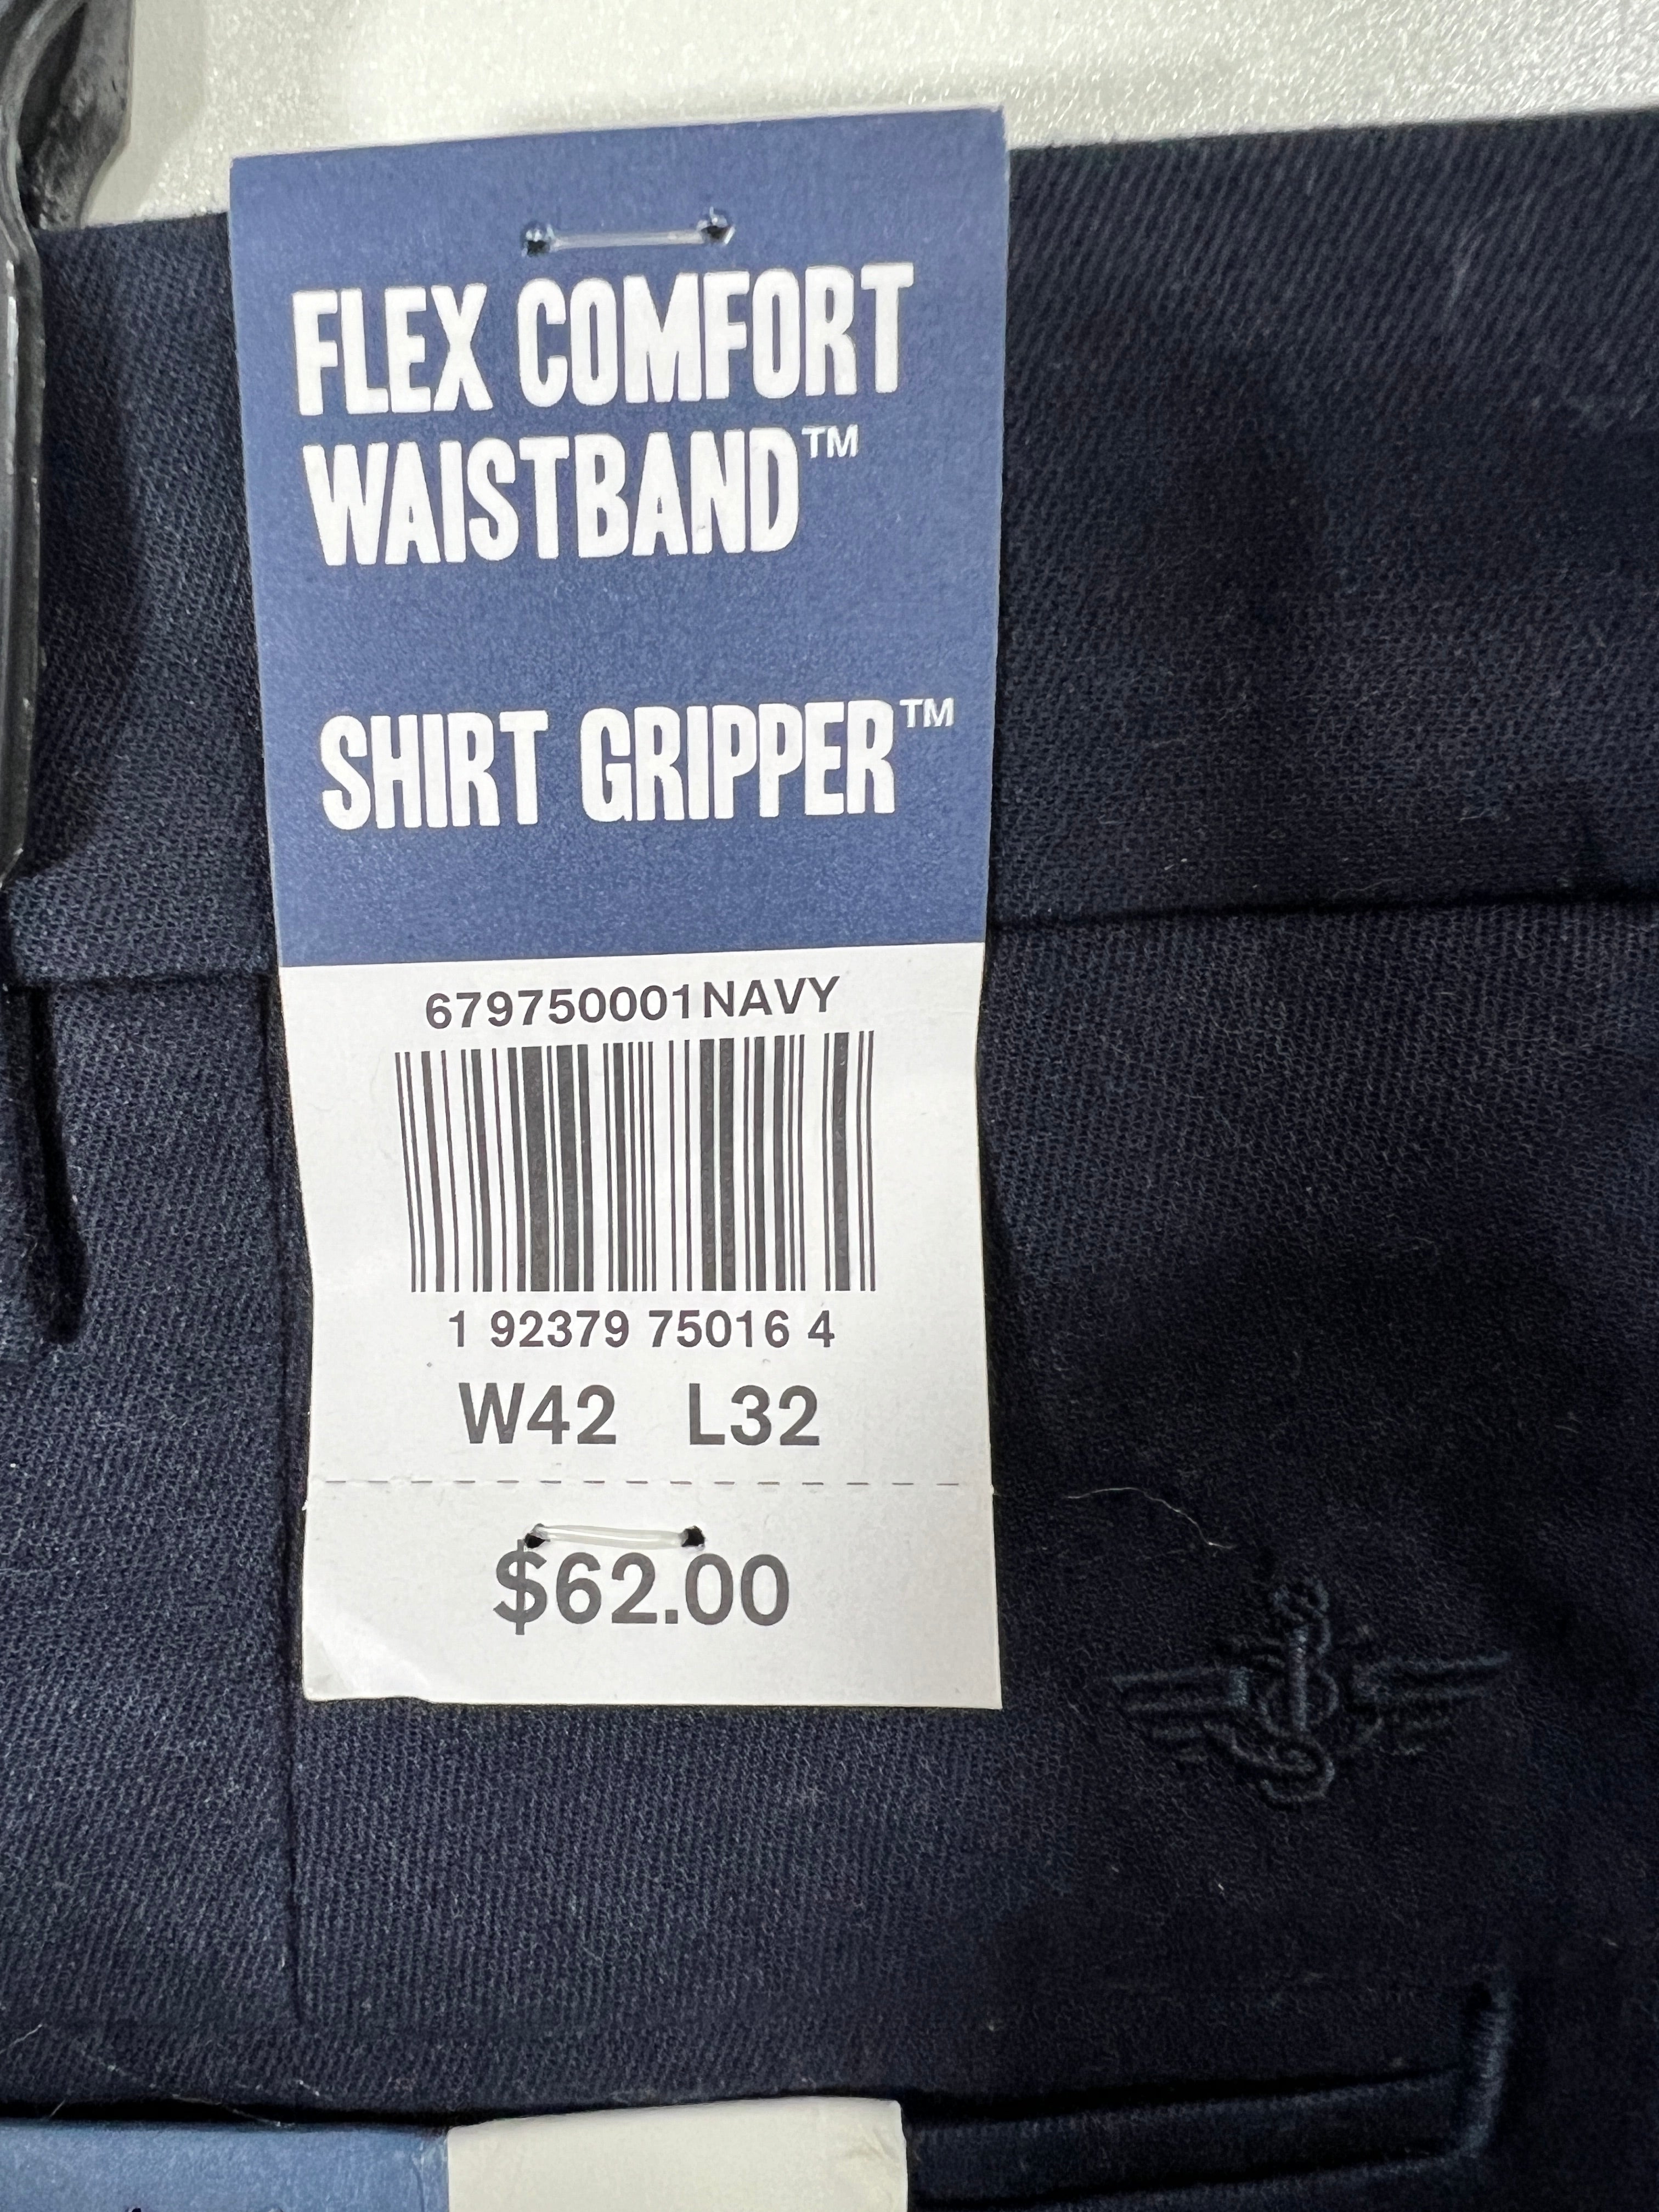 FLEX COMFORT
WAISTBAND™
SHIRT GRIPPER™
679750001NAVY
1 92379 75016 4
W42 L32
$62.00